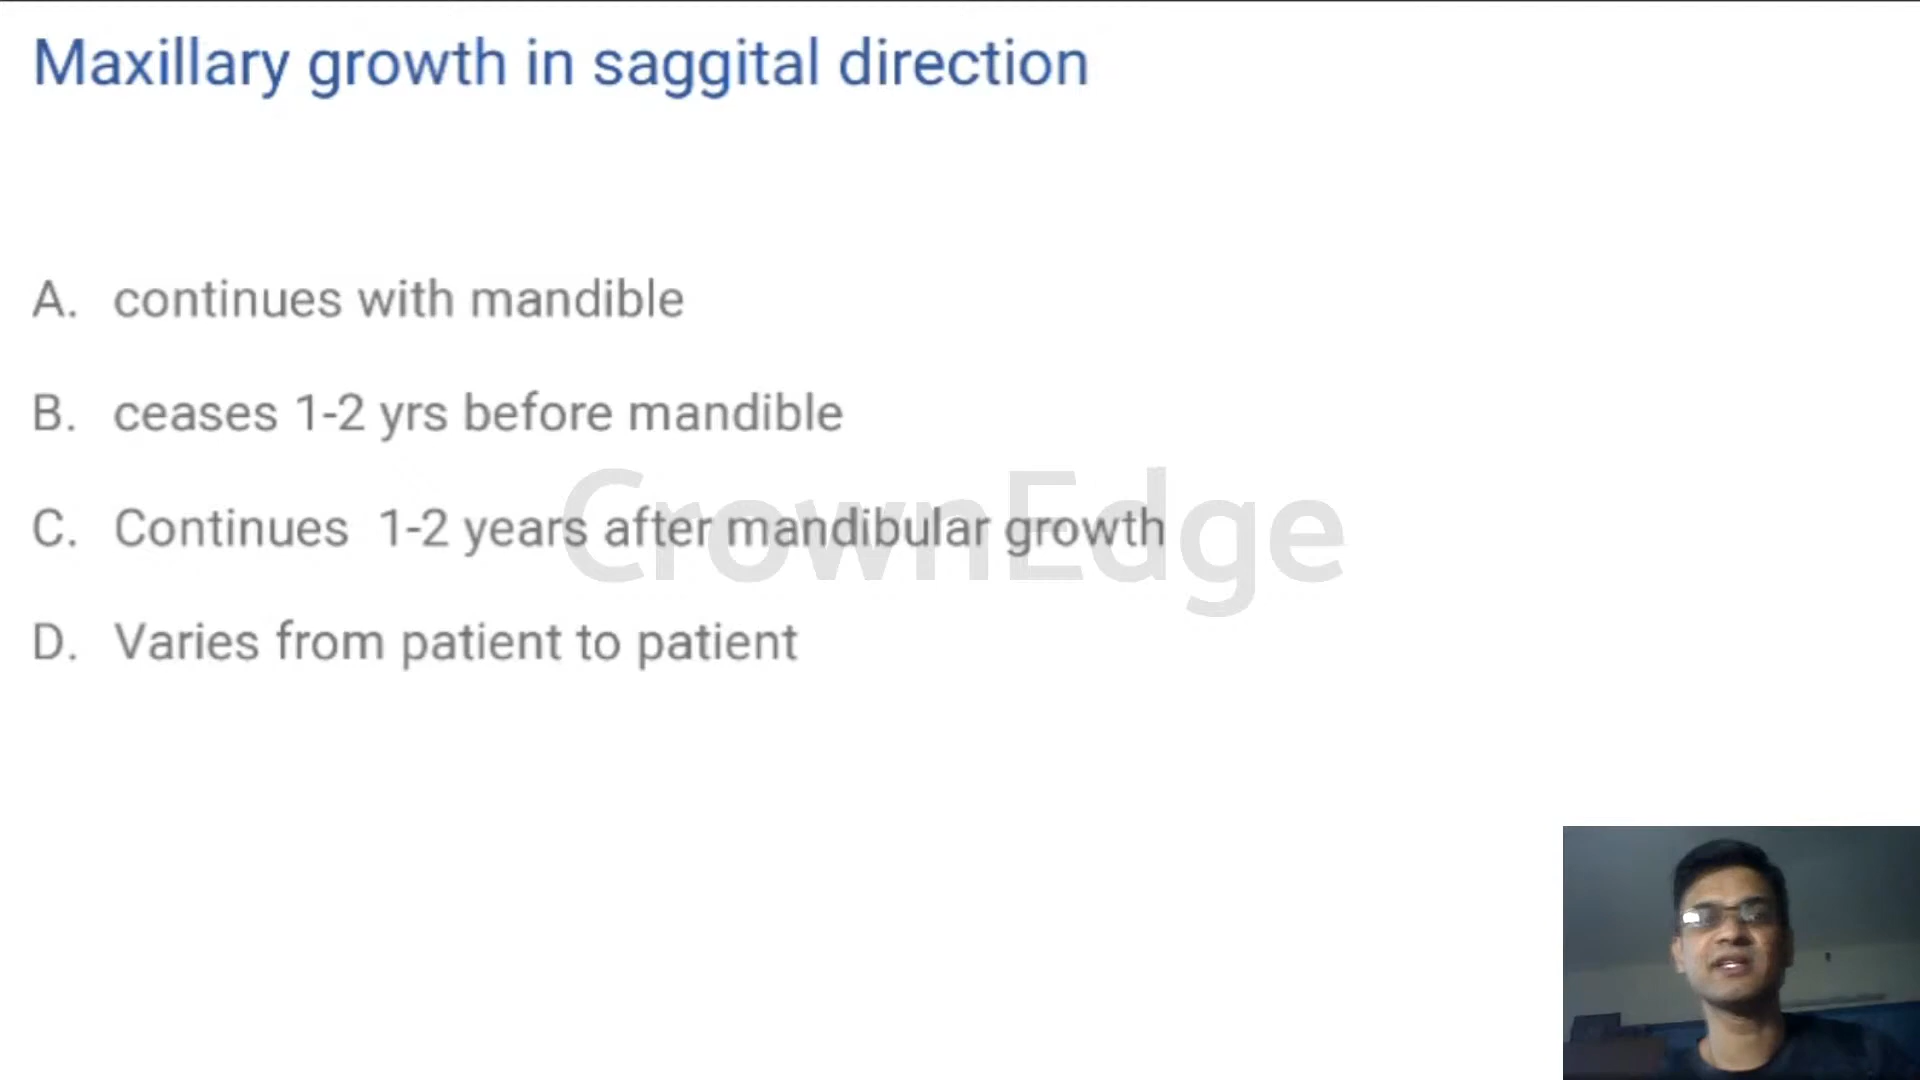 Maxillary growth in saggital direction
A. continues with mandible
B. ceases 1-2 yrs before mandible
C. Continues 1-2 years after mandibular growth
D. Varies from patient to patient
CrownEdge